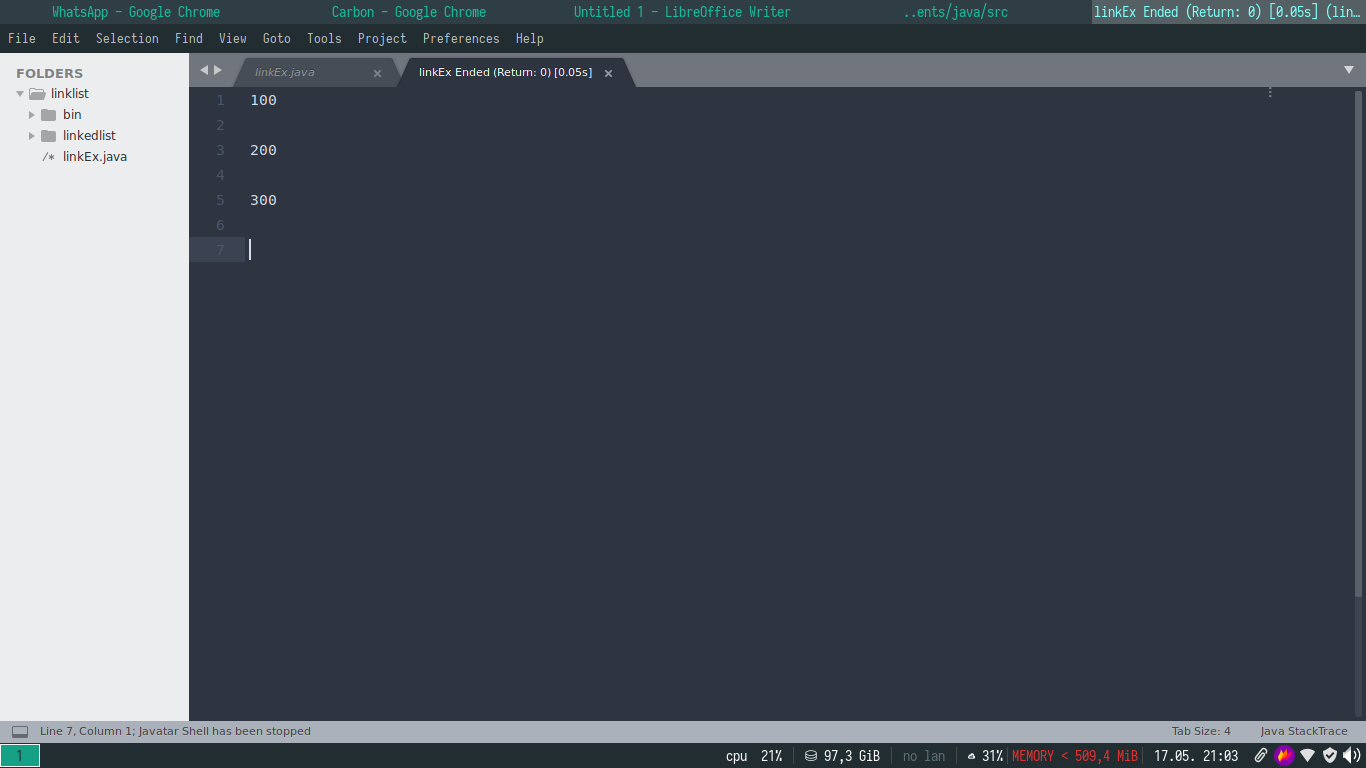 WhatsApp - Google Chrome Carbon - Google Chrome Untitled 1 - LibreOffice Writer ..ents/java/src linkEx Ended (Return: 0) [0.05s] (lin…
File Edit Selection Find View Goto Tools Project Preferences Help
FOLDERS
linklist
bin
linkedlist
/* linkEx.java
linkEx.java × linkEx Ended (Return: 0) [0.05s] ×
1 100
2
3 200
4
5 300
6
7
Line 7, Column 1; Javatar Shell has been stopped Tab Size: 4 Java StackTrace
1 cpu 21% 97,3 GiB no lan 31% MEMORY < 509,4 MiB 17.05. 21:03